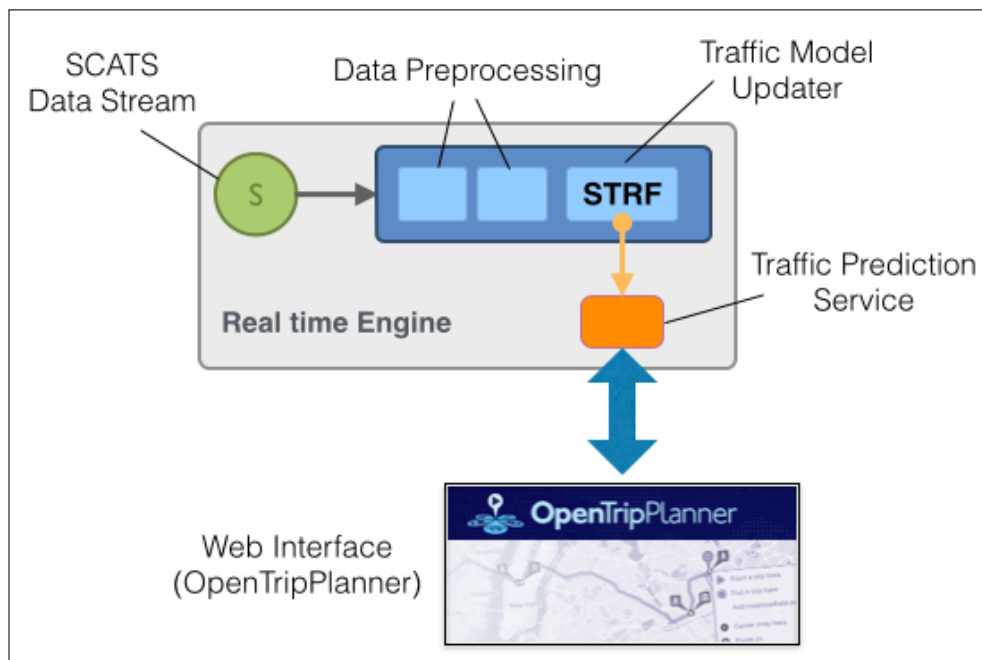 SCATS
Data Stream
Data Preprocessing
Traffic Model
Updater
S
STRF
Traffic Prediction
Service
Real time Engine
OpenTripPlanner
Web Interface
(OpenTripPlanner)